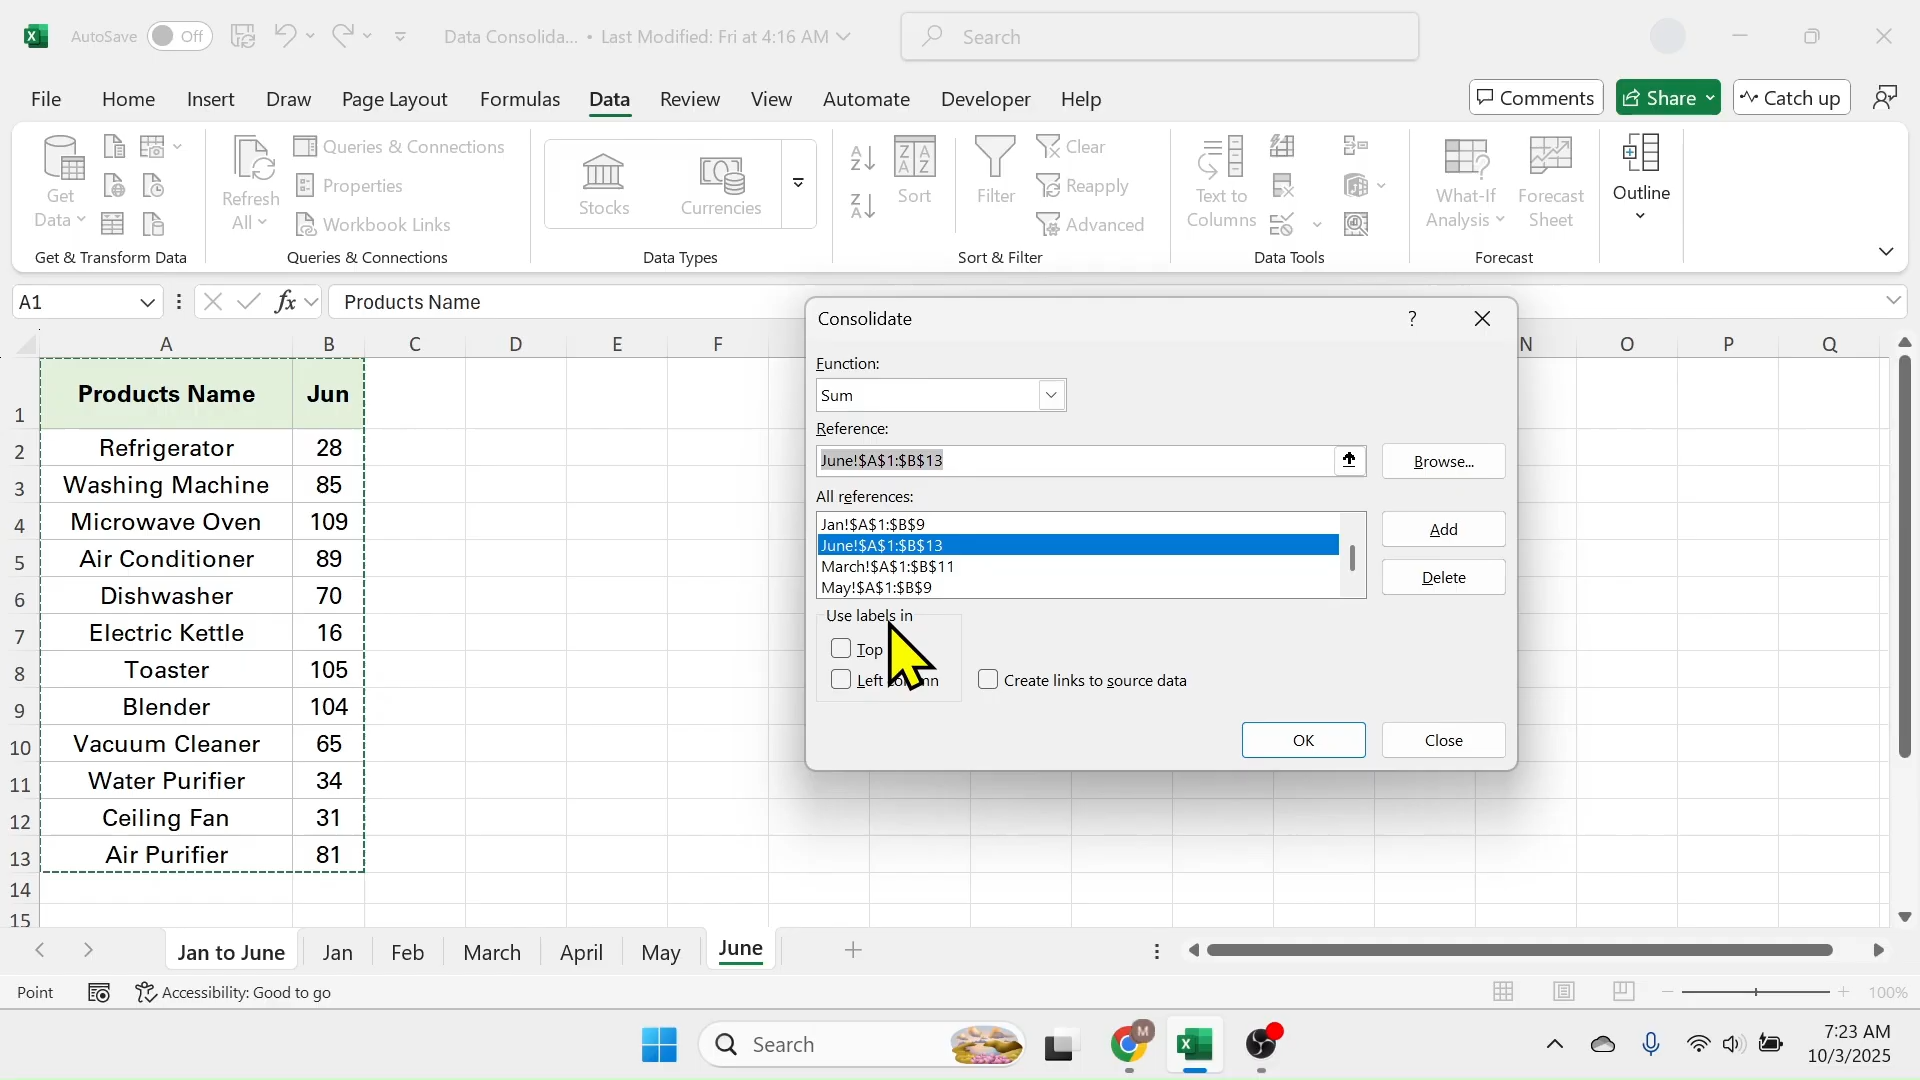 AutoSave Off Data Consolida... • Last Modified: Fri at 4:16 AM Search
File Home Insert Draw Page Layout Formulas Data Review View Automate Developer Help Comments Share Catch up
Get Data
Refresh All
Queries & Connections
Properties
Workbook Links
Stocks
Currencies
Sort
Filter
Clear
Reapply
Advanced
Text to Columns
What-If Analysis
Forecast Sheet
Outline
Get & Transform Data Queries & Connections Data Types Sort & Filter Data Tools Forecast
A1 fx Products Name
A B C D E F N O P Q
1 Products Name Jun
2 Refrigerator 28
3 Washing Machine 85
4 Microwave Oven 109
5 Air Conditioner 89
6 Dishwasher 70
7 Electric Kettle 16
8 Toaster 105
9 Blender 104
10 Vacuum Cleaner 65
11 Water Purifier 34
12 Ceiling Fan 31
13 Air Purifier 81
14
15
Consolidate ?
Function:
Sum
Reference:
June!$A$1:$B$13 Browse...
All references:
Jan!$A$1:$B$9 Add
June!$A$1:$B$13
March!$A$1:$B$11 Delete
May!$A$1:$B$9
Use labels in
Top
Left Create links to source data
OK Close
Jan to June Jan Feb March April May June
Point Accessibility: Good to go 100%
Search M 7:23 AM
10/3/2025